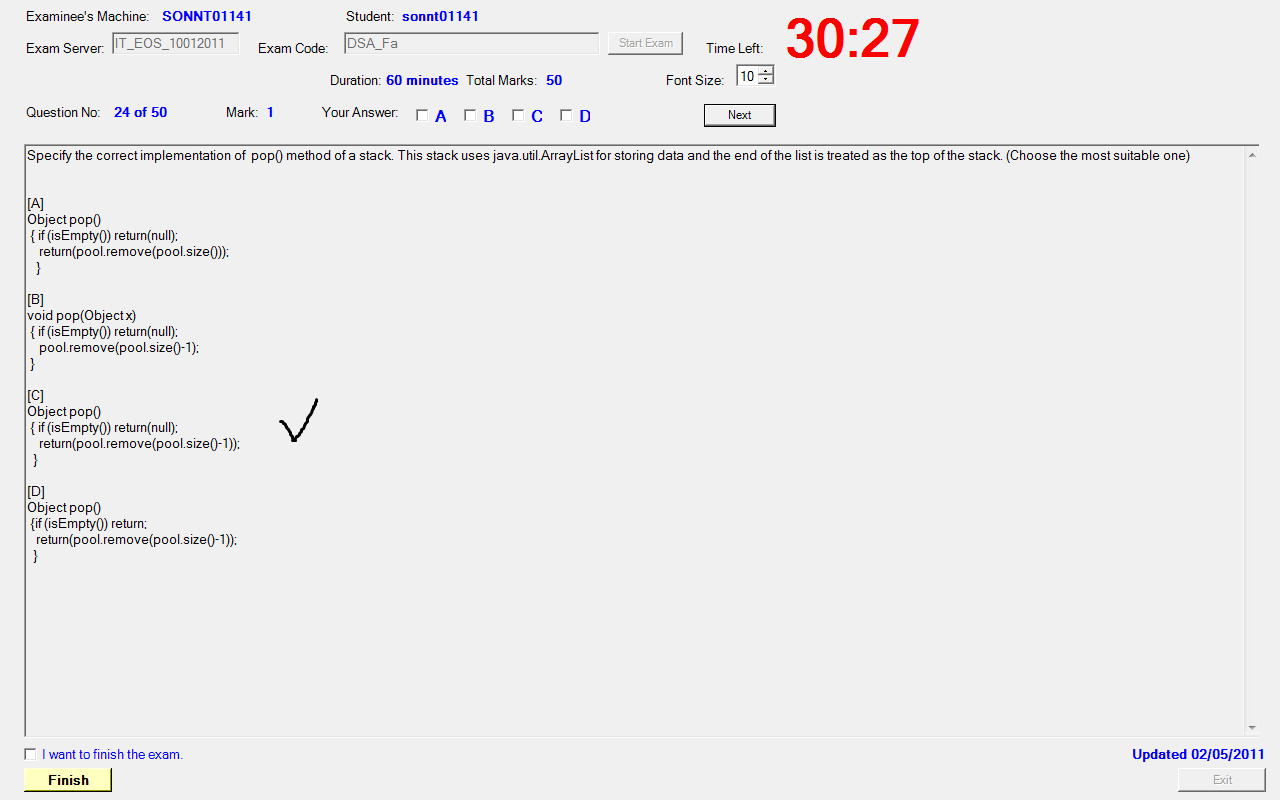 Examinee's Machine: SONNT01141 Student: sonnt01141
30:27
Exam Server: IT_EOS_10012011 Exam Code: DSA_Fa Start Exam Time Left:
Duration: 60 minutes Total Marks: 50 Font Size: 10
Question No: 24 of 50 Mark: 1 Your Answer: A B C D Next
Specify the correct implementation of pop() method of a stack. This stack uses java.util.ArrayList for storing data and the end of the list is treated as the top of the stack. (Choose the most suitable one)
[A]
Object pop()
{ if (isEmpty()) return(null);
return(pool.remove(pool.size()));
}
[B]
void pop(Object x)
{ if (isEmpty()) return(null);
pool.remove(pool.size()-1);
}
[C]
Object pop()
{ if (isEmpty()) return(null);
return(pool.remove(pool.size()-1));
}
[D]
Object pop()
{if (isEmpty()) return;
return(pool.remove(pool.size()-1));
}
I want to finish the exam. Updated 02/05/2011
Finish Exit